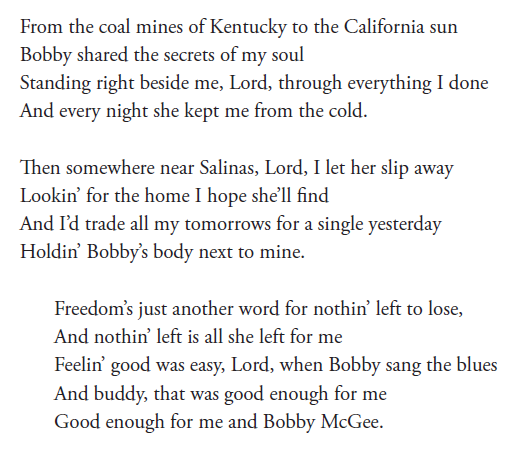 From the coal mines of Kentucky to the California sun
Bobby shared the secrets of my soul
Standing right beside me, Lord, through everything I done
And every night she kept me from the cold.
Then somewhere near Salinas, Lord, I let her slip away
Lookin’ for the home I hope she’ll find
And I’d trade all my tomorrows for a single yesterday
Holdin’ Bobby’s body next to mine.
Freedom’s just another word for nothin’ left to lose,
And nothin’ left is all she left for me
Feelin’ good was easy, Lord, when Bobby sang the blues
And buddy, that was good enough for me
Good enough for me and Bobby McGee.